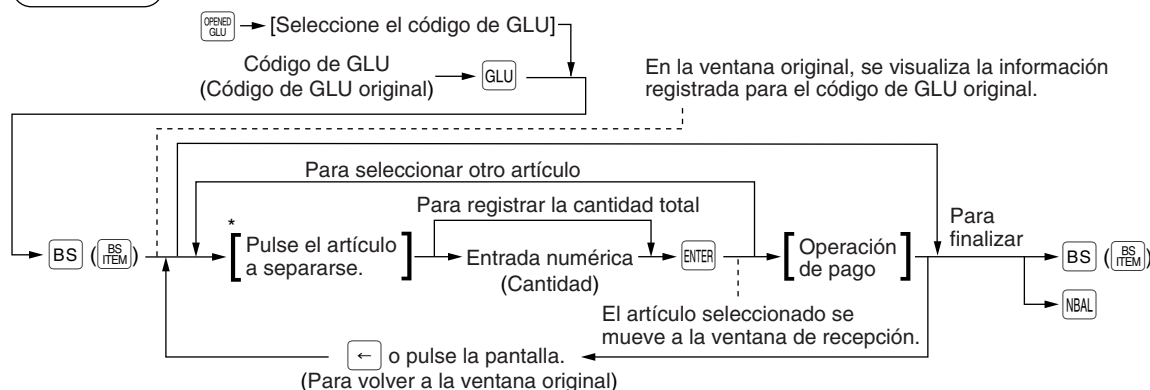 OPENED GLU [Seleccione el código de GLU]
Código de GLU
(Código de GLU original)
GLU
En la ventana original, se visualiza la información
registrada para el código de GLU original.
Para seleccionar otro artículo
Para registrar la cantidad total
Para
finalizar
BS (BS ITEM)
*
[Pulse el artículo
a separarse.]
Entrada numérica
(Cantidad)
ENTER
[Operación
de pago]
BS (BS ITEM)
NBAL
El artículo seleccionado se
mueve a la ventana de recepción.
← o pulse la pantalla.
(Para volver a la ventana original)